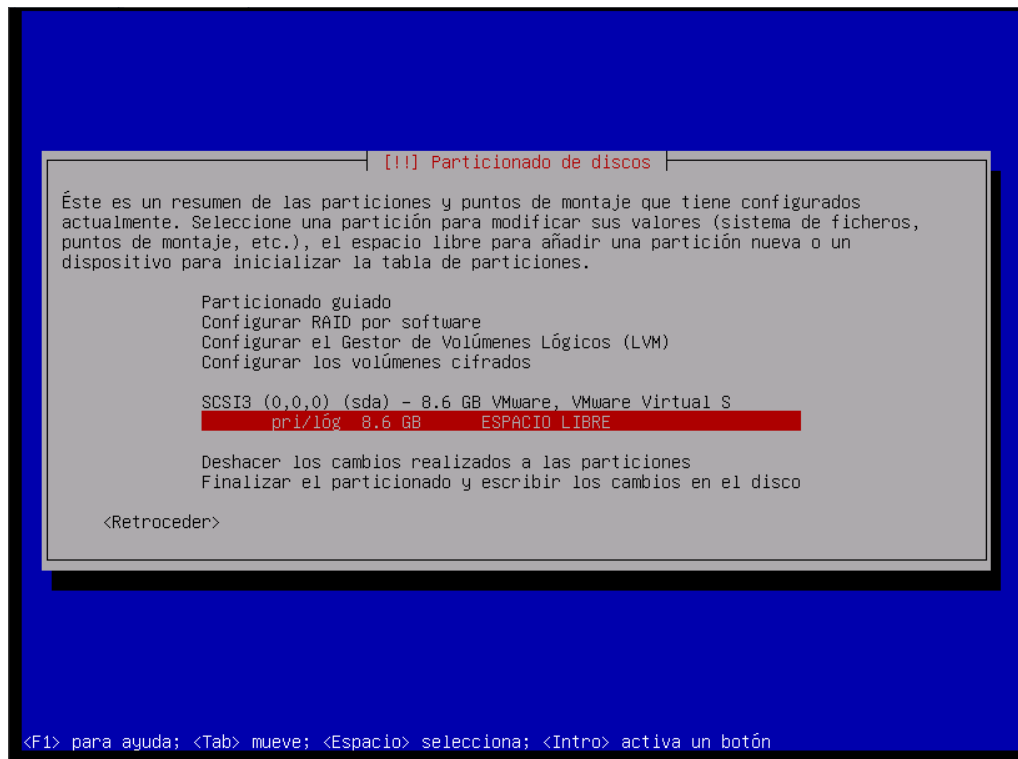 [!!] Particionado de discos
Éste es un resumen de las particiones y puntos de montaje que tiene configurados
actualmente. Seleccione una partición para modificar sus valores (sistema de ficheros,
puntos de montaje, etc.), el espacio libre para añadir una partición nueva o un
dispositivo para inicializar la tabla de particiones.
Particionado guiado
Configurar RAID por software
Configurar el Gestor de Volúmenes Lógicos (LVM)
Configurar los volúmenes cifrados
SCSI3 (0,0,0) (sda) - 8.6 GB VMware, VMware Virtual S
pri/lóg 8.6 GB ESPACIO LIBRE
Deshacer los cambios realizados a las particiones
Finalizar el particionado y escribir los cambios en el disco
<Retroceder>
<F1> para ayuda; <Tab> mueve; <Espacio> selecciona; <Intro> activa un botón